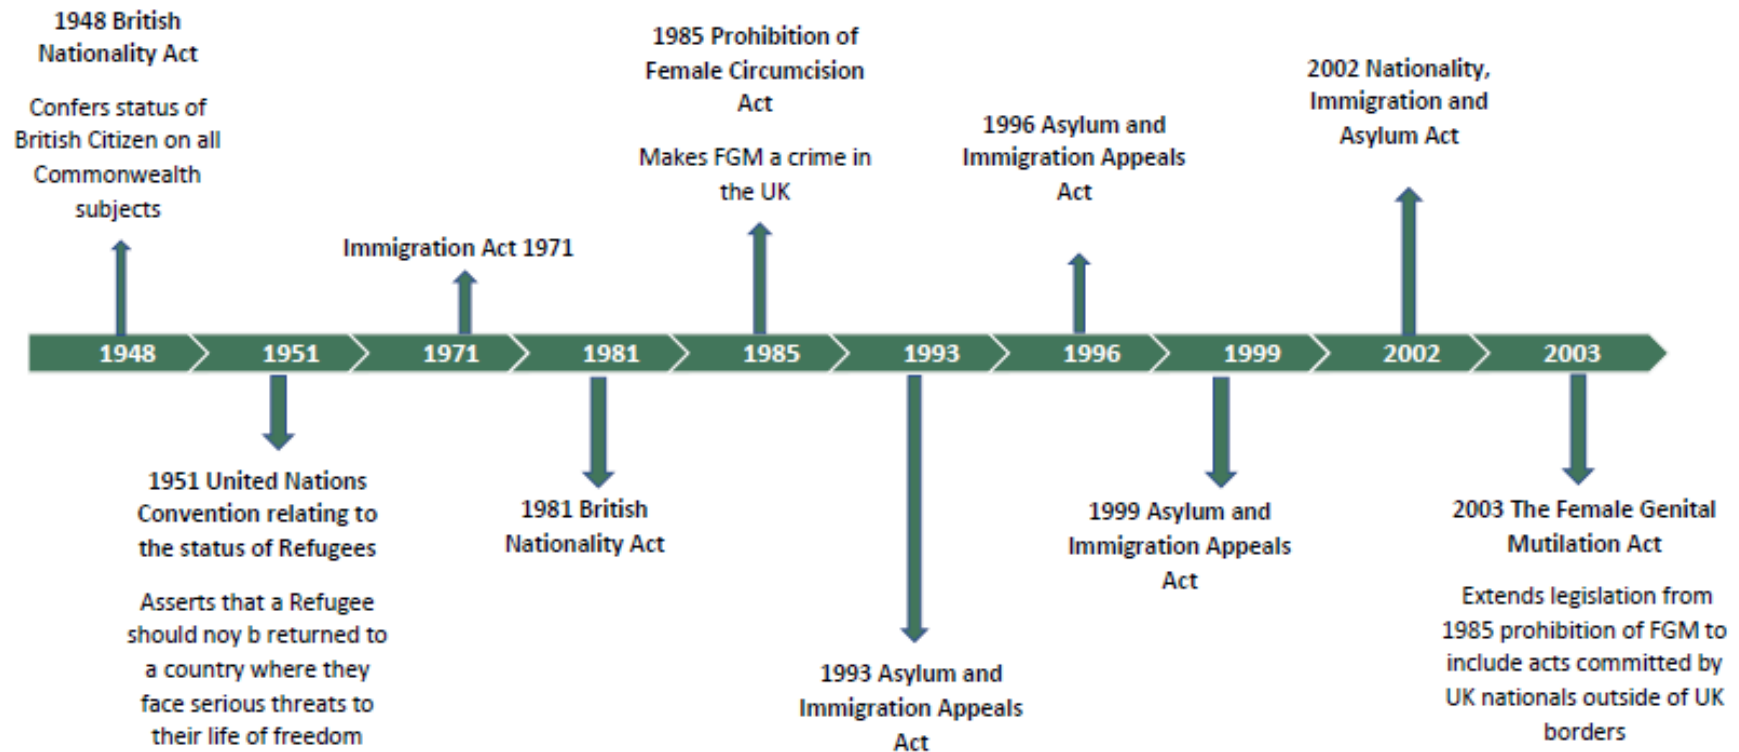 1948 British
Nationality Act
Confers status of
British Citizen on all
Commonwealth
subjects
Immigration Act 1971
1985 Prohibition of
Female Circumcision
Act
Makes FGM a crime in
the UK
1996 Asylum and
Immigration Appeals
Act
2002 Nationality,
Immigration and
Asylum Act
1948
1951
1971
1981
1985
1993
1996
1999
2002
2003
1951 United Nations
Convention relating to
the status of Refugees
Asserts that a Refugee
should noy b returned to
a country where they
face serious threats to
their life of freedom
1981 British
Nationality Act
1993 Asylum and
Immigration Appeals
Act
1999 Asylum and
Immigration Appeals
Act
2003 The Female Genital
Mutilation Act
Extends legislation from
1985 prohibition of FGM to
include acts committed by
UK nationals outside of UK
borders